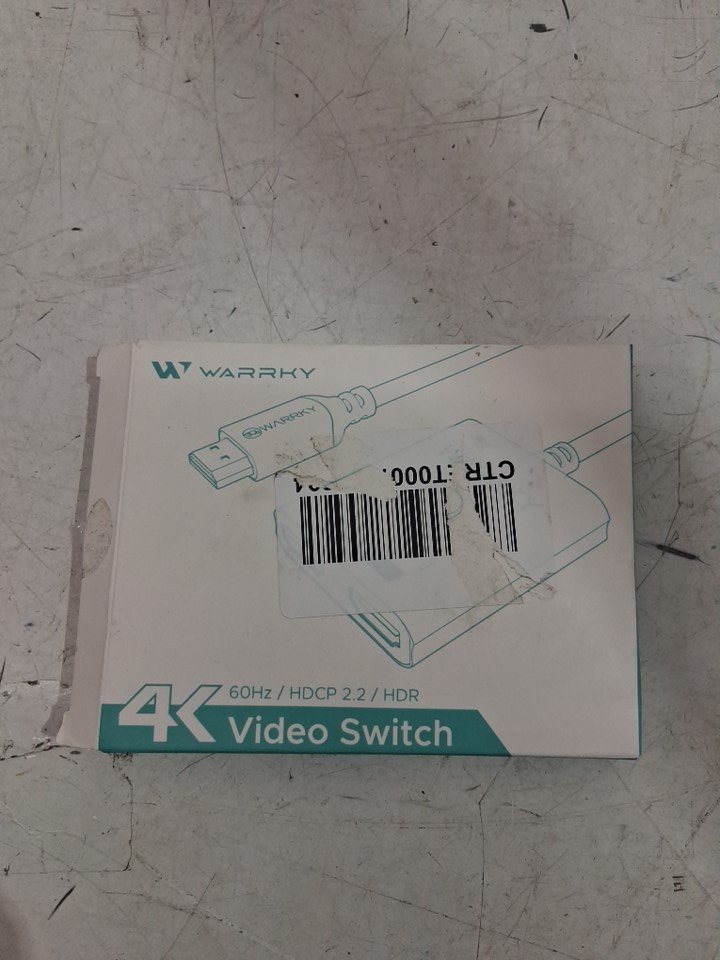 WARRKY
WARRKY
CTR
60Hz / HDCP 2.2 / HDR
4K
Video Switch